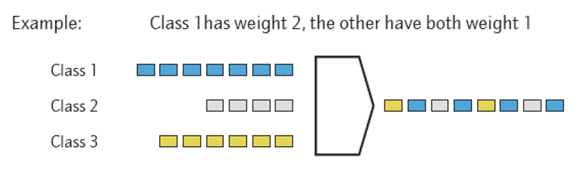 Example: Class 1has weight 2, the other have both weight 1
Class 1
Class 2
Class 3